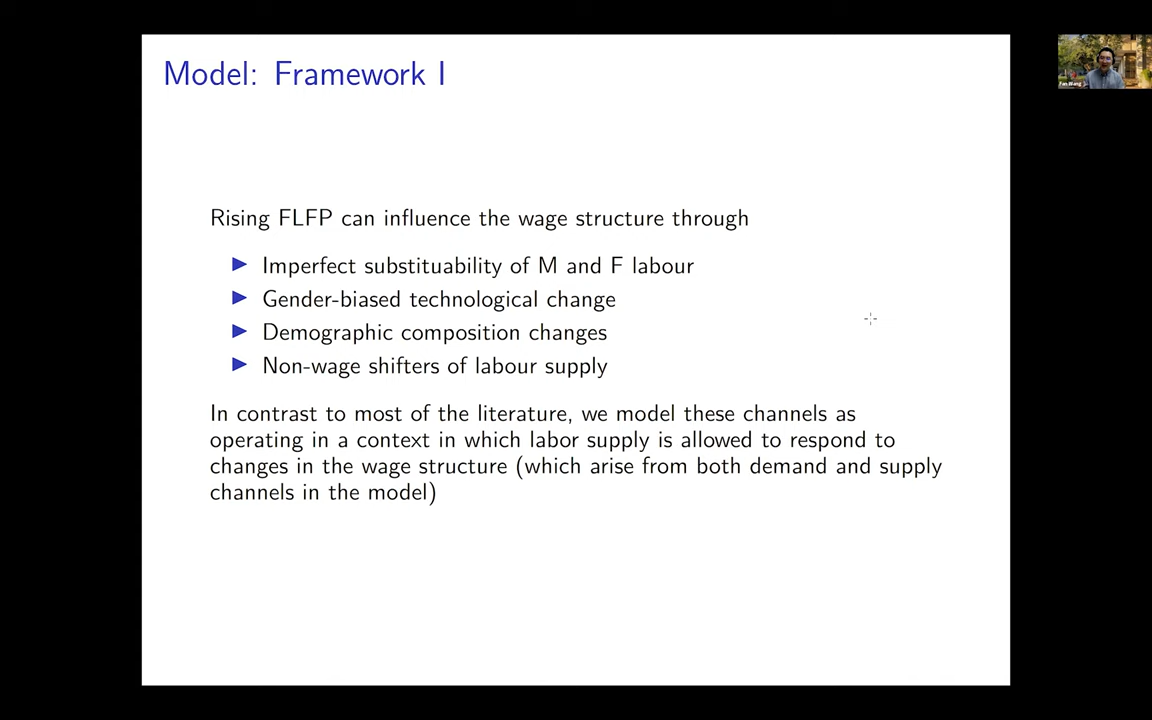 Model: Framework I
Fan Wang
Rising FLFP can influence the wage structure through
Imperfect substituability of M and F labour
Gender-biased technological change
Demographic composition changes
Non-wage shifters of labour supply
In contrast to most of the literature, we model these channels as
operating in a context in which labor supply is allowed to respond to
changes in the wage structure (which arise from both demand and supply
channels in the model)